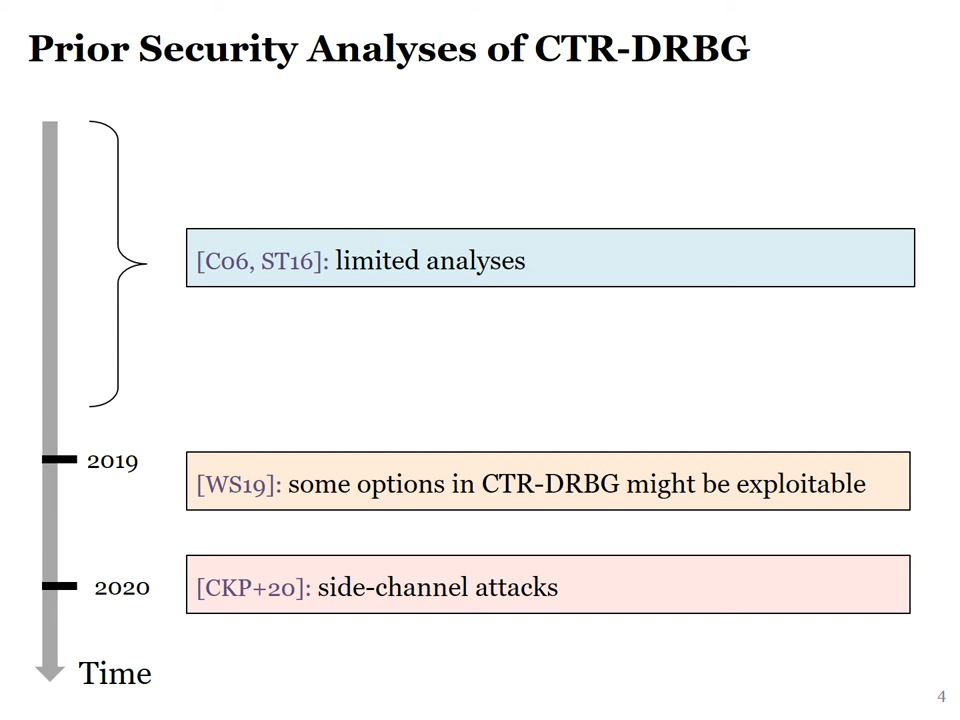 Prior Security Analyses of CTR-DRBG
[C06, ST16]: limited analyses
2019
[WS19]: some options in CTR-DRBG might be exploitable
2020
[CKP+20]: side-channel attacks
Time
4